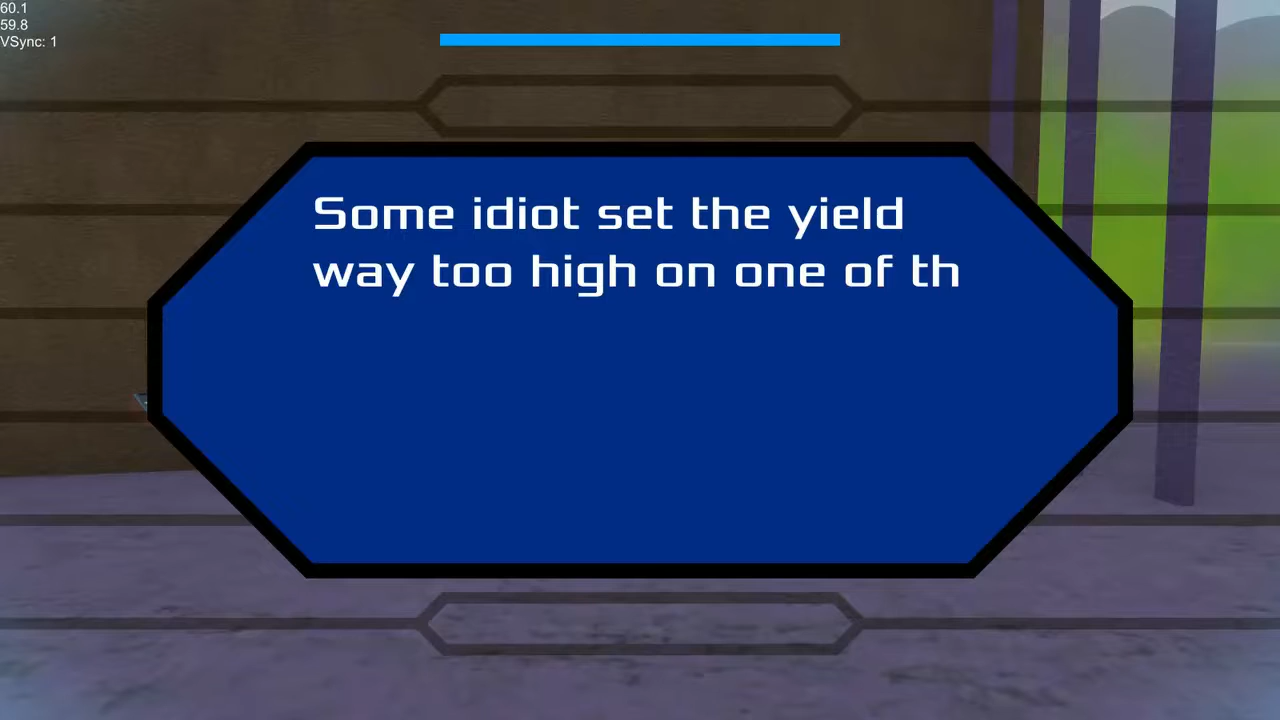 60.1
59.8
VSync: 1
Some idiot set the yield
way too high on one of th